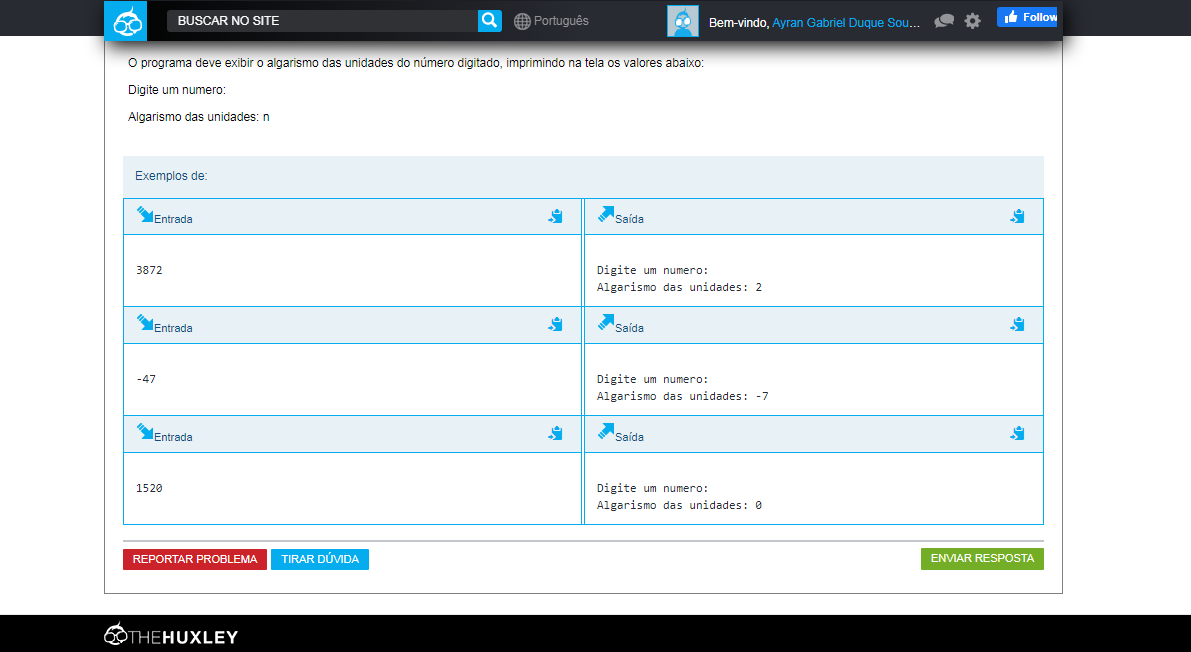 BUSCAR NO SITE
Português
Bem-vindo, Ayran Gabriel Duque Sou...
Follow
O programa deve exibir o algarismo das unidades do número digitado, imprimindo na tela os valores abaixo:
Digite um numero:
Algarismo das unidades: n
Exemplos de:
Entrada
Saída
3872
Digite um numero:
Algarismo das unidades: 2
Entrada
Saída
-47
Digite um numero:
Algarismo das unidades: -7
Entrada
Saída
1520
Digite um numero:
Algarismo das unidades: 0
REPORTAR PROBLEMA
TIRAR DÚVIDA
ENVIAR RESPOSTA
THEHUXLEY